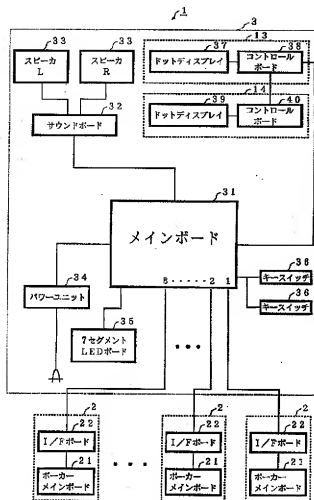 1
3
33
33
13
スピーカ
L
スピーカ
R
37
38
ドットディスプレイ
コントロール
ボード
14
32
39
40
サウンドボード
ドットディスプレイ
コントロール
ボード
31
メインボード
34
36
8・・・・・2 1
キースイッチ
パワーユニット
35
36
キースイッチ
7セグメント
LEDボード
・・・
2
2
2
22
22
22
I/Fボード
I/Fボード
I/Fボード
21
・・・
21
21
ポーカー
メインボード
ポーカー
メインボード
ポーカー
メインボード